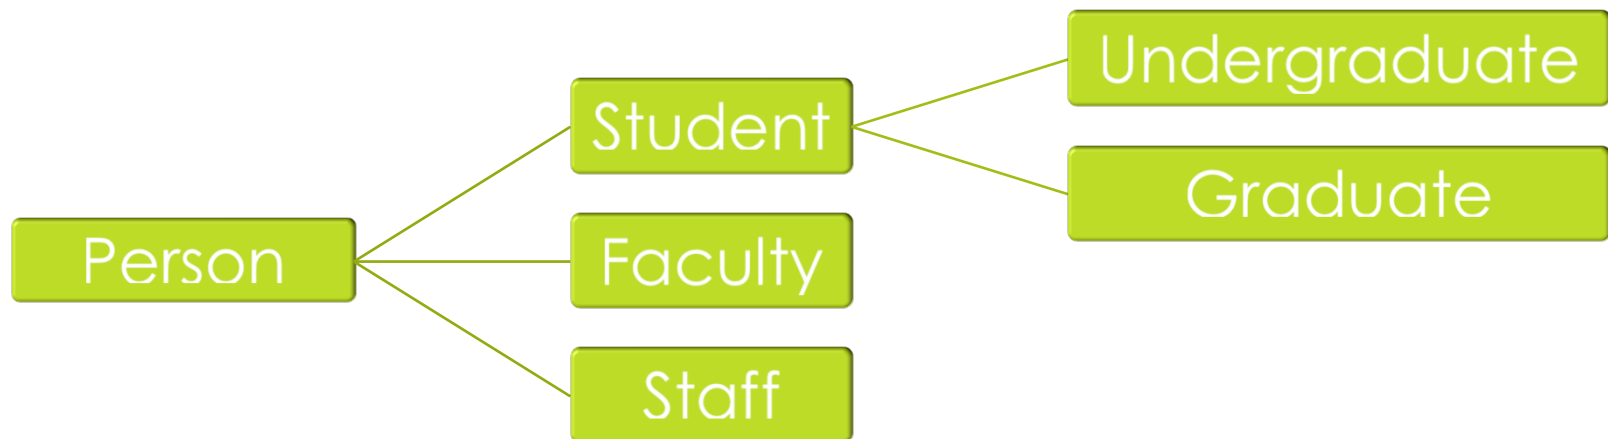 Person
Student
Faculty
Staff
Undergraduate
Graduate